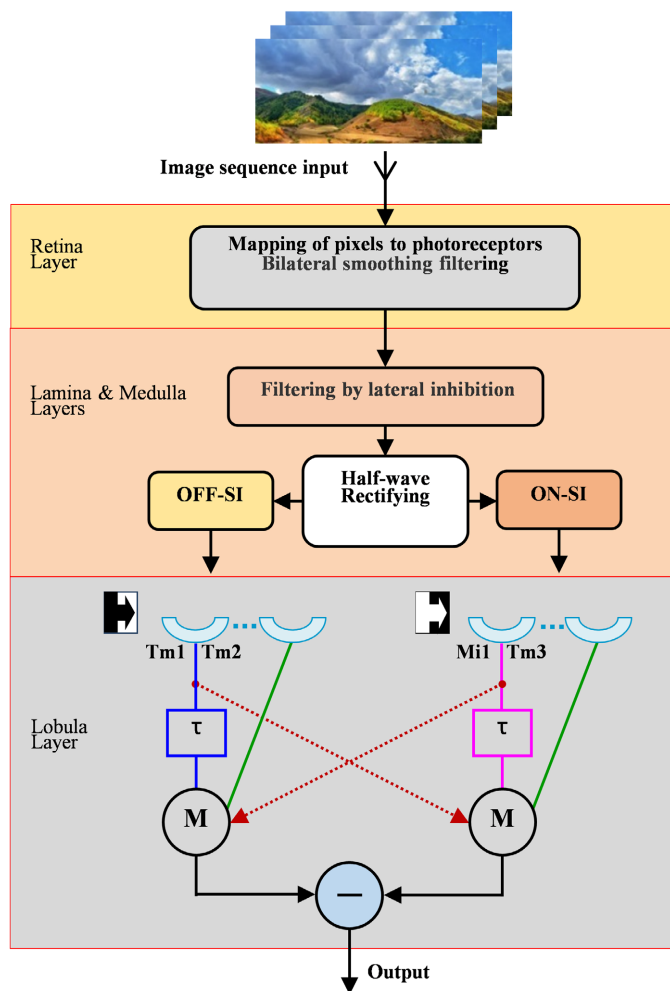 Image sequence input
Retina
Layer
Mapping of pixels to photoreceptors
Bilateral smoothing filtering
Lamina & Medulla
Layers
Filtering by lateral inhibition
OFF-SI
Half-wave
Rectifying
ON-SI
Tm1 Tm2
Mi1 Tm3
Lobula
Layer
τ
τ
M
M
—
Output